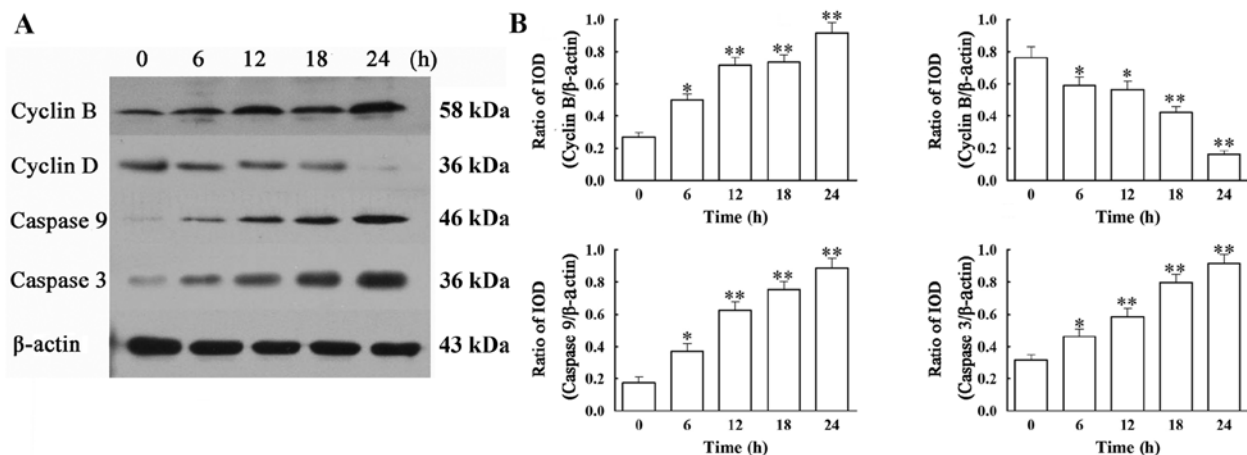 A
0 6 12 18 24 (h)
Cyclin B 58 kDa
Cyclin D 36 kDa
Caspase 9 46 kDa
Caspase 3 36 kDa
β-actin 43 kDa
B
Ratio of IOD
(Cyclin B/β-actin)
1.0
0.8
0.6
0.4
0.2
0.0
* ** ** **
0 6 12 18 24
Time (h)
Ratio of IOD
(Cyclin B/β-actin)
1.0
0.8
0.6
0.4
0.2
0.0
* * ** **
0 6 12 18 24
Time (h)
Ratio of IOD
(Caspase 9/β-actin)
1.0
0.8
0.6
0.4
0.2
0.0
* ** ** **
0 6 12 18 24
Time (h)
Ratio of IOD
(Caspase 3/β-actin)
1.0
0.8
0.6
0.4
0.2
0.0
* ** ** **
0 6 12 18 24
Time (h)